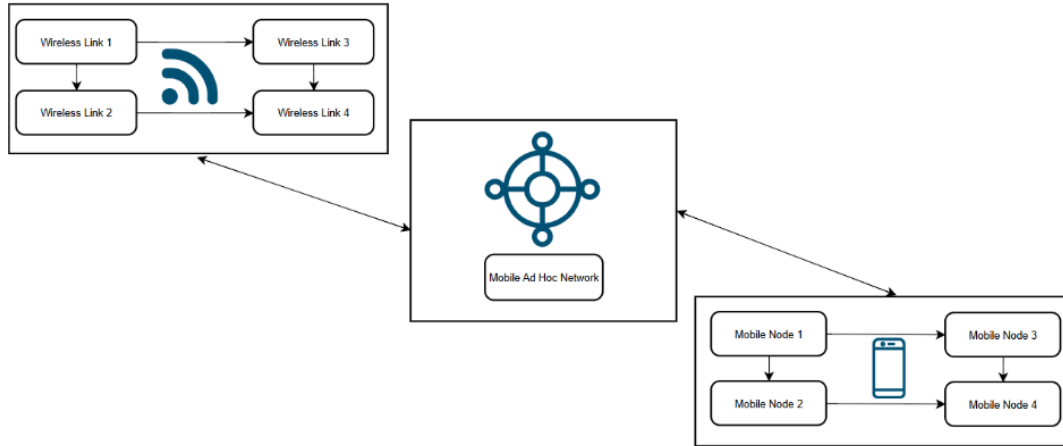 Wireless Link 1
Wireless Link 3
Wireless Link 2
Wireless Link 4
Mobile Ad Hoc Network
Mobile Node 1
Mobile Node 3
Mobile Node 2
Mobile Node 4